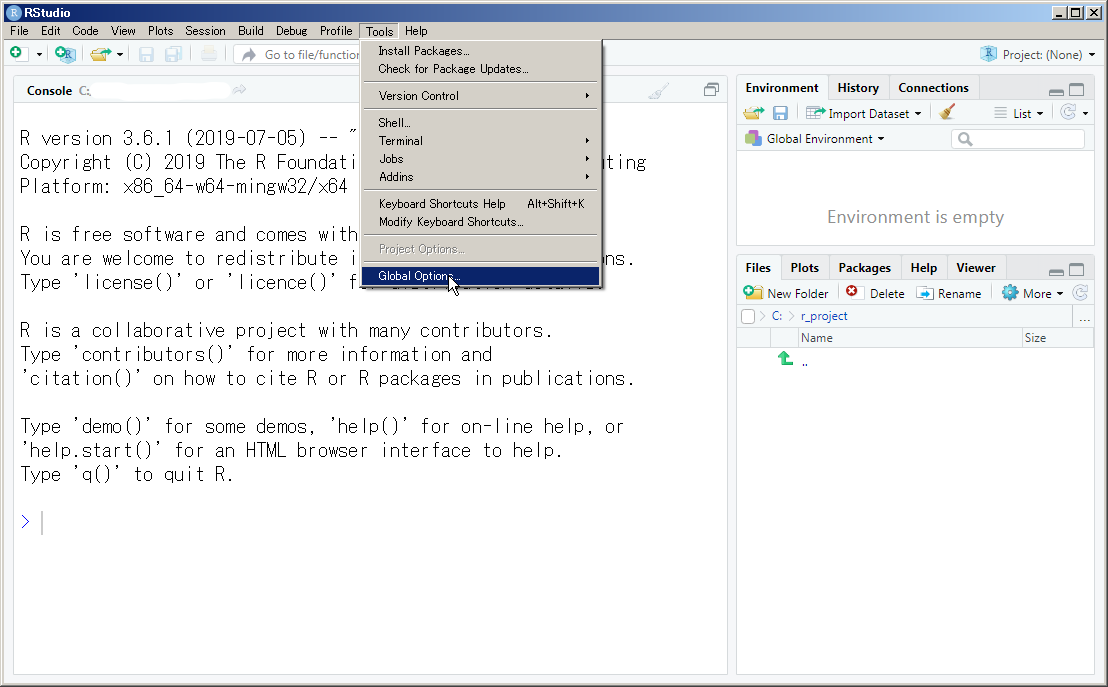 RStudio
File Edit Code View Plots Session Build Debug Profile Tools Help
Go to file/function
Project: (None)
Install Packages...
Check for Package Updates...
Version Control
Shell...
Terminal
Jobs
Addins
Keyboard Shortcuts Help Alt+Shift+K
Modify Keyboard Shortcuts...
Project Options...
Global Options...
Console C:
R version 3.6.1 (2019-07-05) -- "
Copyright (C) 2019 The R Foundati uting
Platform: x86_64-w64-mingw32/x64
R is free software and comes with
You are welcome to redistribute i ns.
Type 'license()' or 'licence()' f
R is a collaborative project with many contributors.
Type 'contributors()' for more information and
'citation()' on how to cite R or R packages in publications.
Type 'demo()' for some demos, 'help()' for on-line help, or
'help.start()' for an HTML browser interface to help.
Type 'q()' to quit R.
>
Environment History Connections
Import Dataset List
Global Environment
Environment is empty
Files Plots Packages Help Viewer
New Folder Delete Rename More
C: r_project ...
Name Size
..